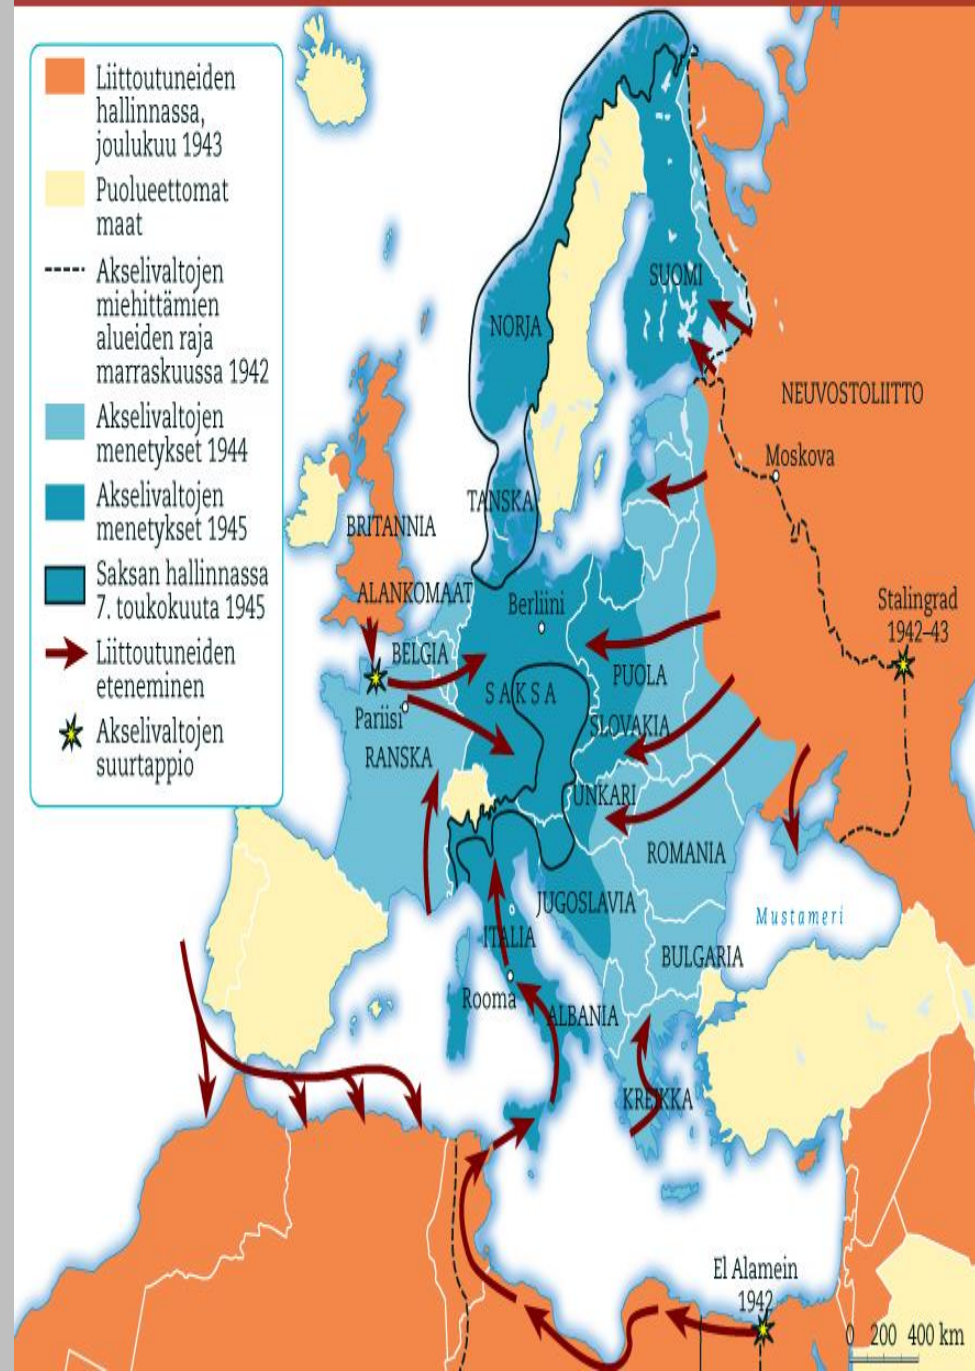 Liittoutuneiden
hallinnassa,
joulukuu 1943
Puolueettomat
maat
Akselivaltojen
miehittämien
alueiden raja
marraskuussa 1942
Akselivaltojen
menetykset 1944
Akselivaltojen
menetykset 1945
Saksan hallinnassa
7. toukokuuta 1945
Liittoutuneiden
eteneminen
Akselivaltojen
suurtappio
SUOMI
NORJA
NEUVOSTOLIITTO
Moskova
TANSKA
BRITANNIA
ALANKOMAAT
Berliini
Stalingrad
1942–43
BELGIA
PUOLA
SAKSA
Pariisi
SLOVAKIA
RANSKA
UNKARI
ROMANIA
JUGOSLAVIA
Mustameri
ITALIA
BULGARIA
Rooma
ALBANIA
KREIKKA
El Alamein
1942
0 200 400 km